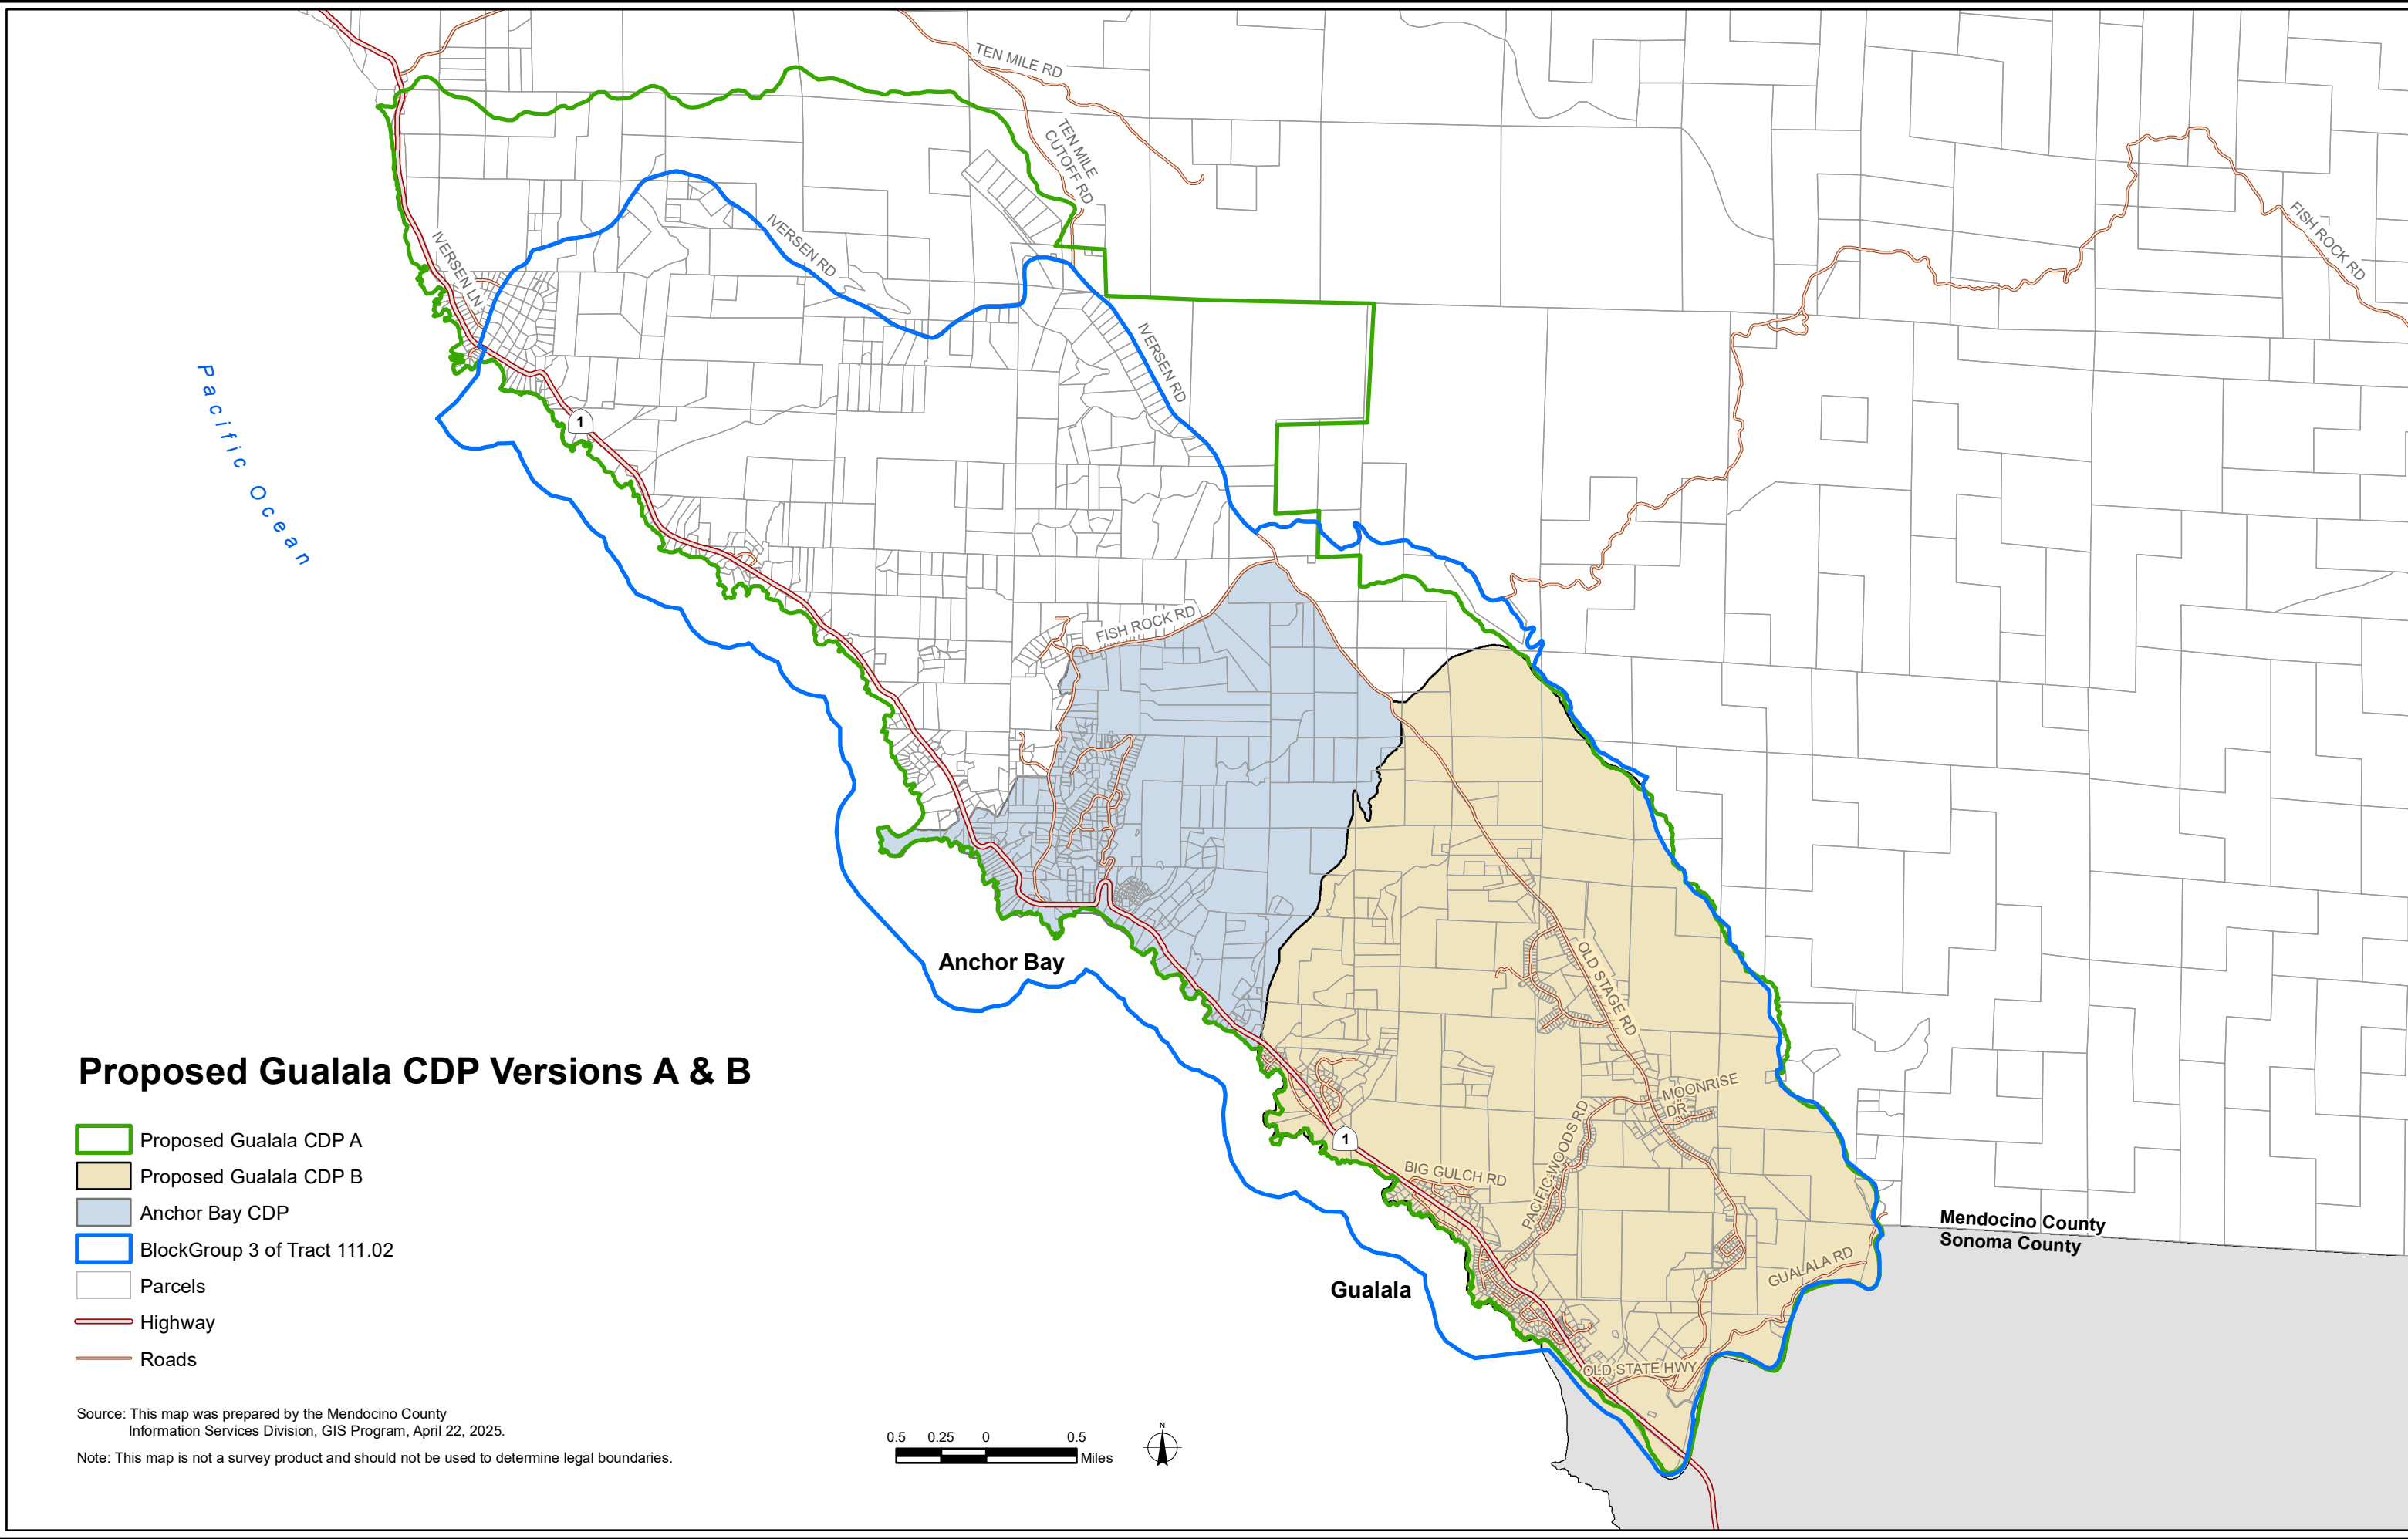 TEN MILE RD
TEN MILE
CUTOFF RD
FISH ROCK RD
IVERSEN LN
IVERSEN RD
IVERSEN RD
Pacific Ocean
1
FISH ROCK RD
Anchor Bay
OLD STAGE RD
MOONRISE
DR
PACIFIC WOODS RD
1
BIG GULCH RD
Mendocino County
Sonoma County
GUALALA RD
Gualala
OLD STATE HWY
Proposed Gualala CDP Versions A & B
Proposed Gualala CDP A
Proposed Gualala CDP B
Anchor Bay CDP
BlockGroup 3 of Tract 111.02
Parcels
Highway
Roads
Source: This map was prepared by the Mendocino County
Information Services Division, GIS Program, April 22, 2025.
Note: This map is not a survey product and should not be used to determine legal boundaries.
0.5 0.25 0 0.5
Miles
N